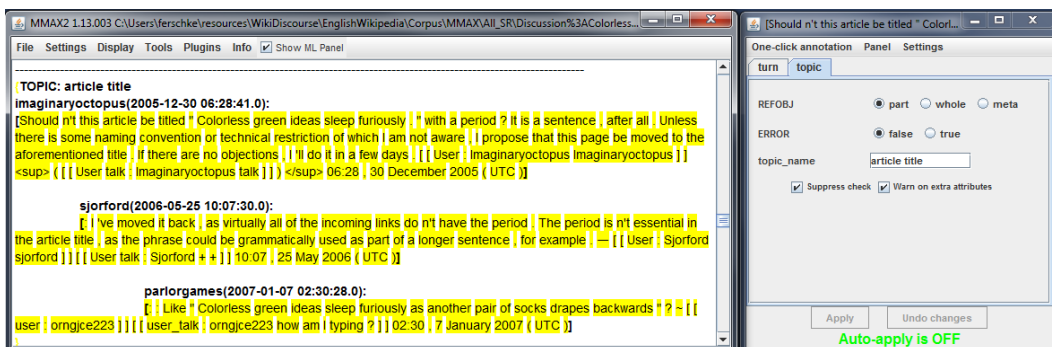 MMAX2 1.13.003 C:\Users\ferschke\resources\WikiDiscourse\EnglishWikipedia\Corpus\MMAX\All_SR\Discussion%3AColorless...
File Settings Display Tools Plugins Info Show ML Panel
TOPIC: article title
imaginaryoctopus(2005-12-30 06:28:41.0):
[Should n't this article be titled " Colorless green ideas sleep furiously . " with a period ? It is a sentence , after all . Unless
there is some naming convention or technical restriction of which I am not aware , I propose that this page be moved to the
aforementioned title . If there are no objections , I 'll do it in a few days . [ [ User : Imaginaryoctopus Imaginaryoctopus ] ]
<sup> ( [ [ User talk : Imaginaryoctopus talk ] ] ) </sup> 06:28 , 30 December 2005 ( UTC )]
sjorford(2006-05-25 10:07:30.0):
[: I 've moved it back , as virtually all of the incoming links do n't have the period . The period is n't essential in
the article title , as the phrase could be grammatically used as part of a longer sentence , for example . — [ [ User : Sjorford
sjorford ] ] [ [ User talk : Sjorford + + ] ] 10:07 , 25 May 2006 ( UTC )]
parlorgames(2007-01-07 02:30:28.0):
[: : Like " Colorless green ideas sleep furiously as another pair of socks drapes backwards " ? ~ [ [
user : orngjce223 ] ] [ [ user_talk : orngjce223 how am I typing ? ] ] 02:30 , 7 January 2007 ( UTC )]
[Should n't this article be titled " Colorl...
One-click annotation Panel Settings
turn topic
REFOBJ part whole meta
ERROR false true
topic_name article title
Suppress check Warn on extra attributes
Apply Undo changes
Auto-apply is OFF